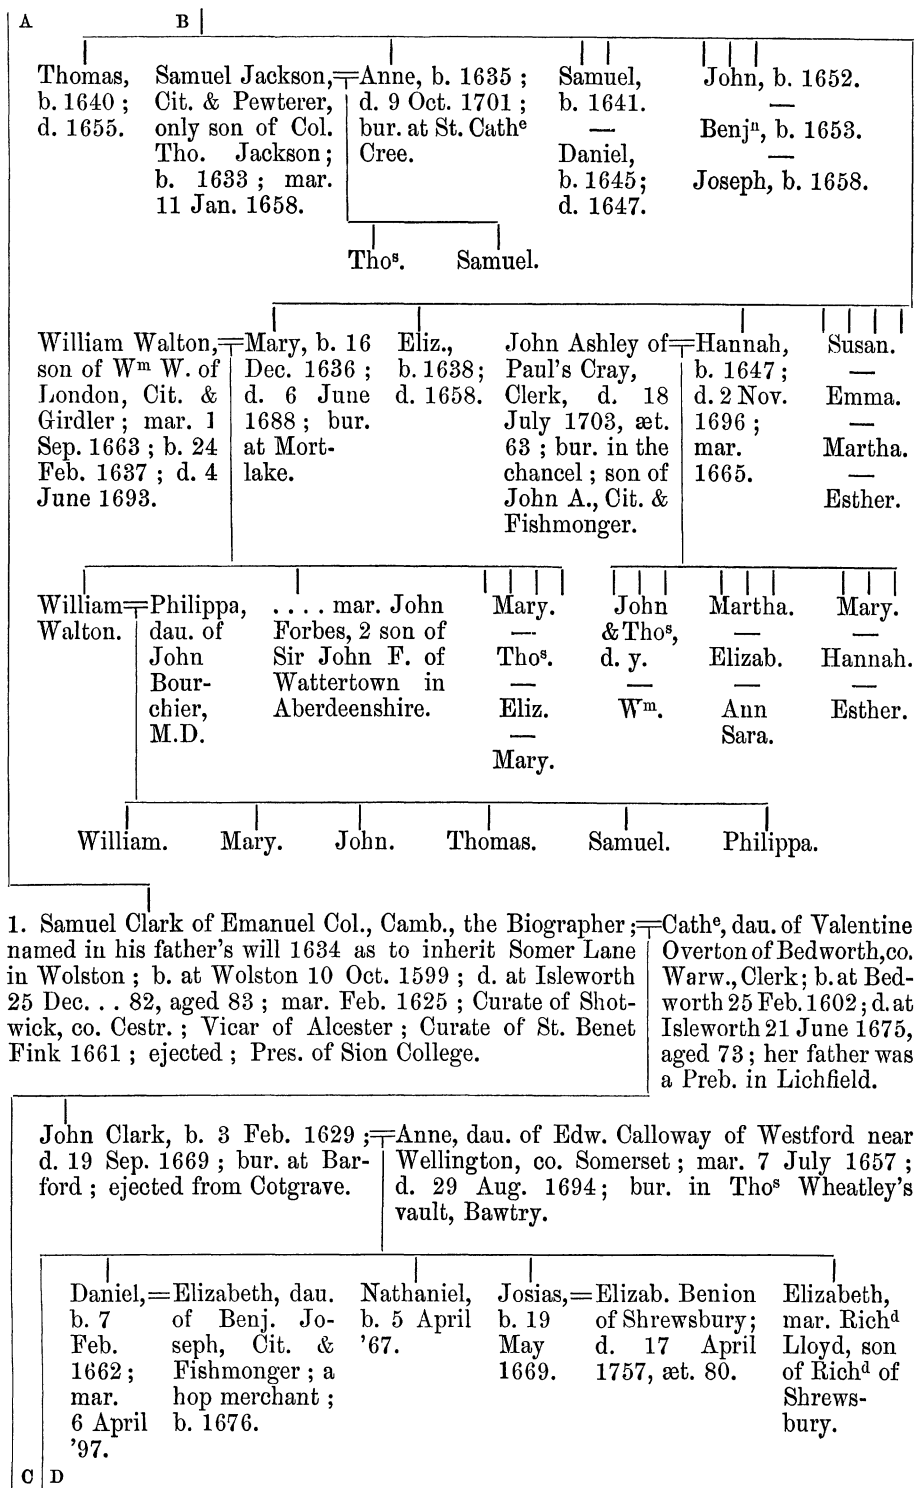 A B
Thomas,
b. 1640 ;
d. 1655.
Samuel Jackson,
Cit. & Pewterer,
only son of Col.
Tho. Jackson ;
b. 1633 ; mar.
11 Jan. 1658.
Anne, b. 1635 ;
d. 9 Oct. 1701 ;
bur. at St. Cathᵉ
Cree.
Samuel,
b. 1641.
—
Daniel,
b. 1645;
d. 1647.
John, b. 1652.
—
Benjⁿ, b. 1653.
—
Joseph, b. 1658.
Thoˢ. Samuel.
William Walton,
son of Wᵐ W. of
London, Cit. &
Girdler ; mar. 1
Sep. 1663 ; b. 24
Feb. 1637 ; d. 4
June 1693.
Mary, b. 16
Dec. 1636 ;
d. 6 June
1688 ; bur.
at Mort-
lake.
Eliz.,
b. 1638;
d. 1658.
John Ashley of
Paul's Cray,
Clerk, d. 18
July 1703, æt.
63 ; bur. in the
chancel ; son of
John A., Cit. &
Fishmonger.
Hannah,
b. 1647 ;
d. 2 Nov.
1696 ;
mar.
1665.
Susan.
—
Emma.
—
Martha.
—
Esther.
William
Walton.
Philippa,
dau. of
John
Bour-
chier,
M.D.
. . . . mar. John
Forbes, 2 son of
Sir John F. of
Wattertown in
Aberdeenshire.
Mary.
—
Thoˢ.
—
Eliz.
—
Mary.
John
& Thoˢ,
d. y.
—
Wᵐ.
Martha.
—
Elizab.
—
Ann
Sara.
Mary.
—
Hannah.
—
Esther.
William. Mary. John. Thomas. Samuel. Philippa.
1. Samuel Clark of Emanuel Col., Camb., the Biographer ;
named in his father's will 1634 as to inherit Somer Lane
in Wolston ; b. at Wolston 10 Oct. 1599 ; d. at Isleworth
25 Dec. . . 82, aged 83 ; mar. Feb. 1625 ; Curate of Shot-
wick, co. Cestr. ; Vicar of Alcester ; Curate of St. Benet
Fink 1661 ; ejected ; Pres. of Sion College.
Cathᵉ, dau. of Valentine
Overton of Bedworth, co.
Warw., Clerk ; b. at Bed-
worth 25 Feb. 1602 ; d. at
Isleworth 21 June 1675,
aged 73 ; her father was
a Preb. in Lichfield.
John Clark, b. 3 Feb. 1629 ;
d. 19 Sep. 1669 ; bur. at Bar-
ford ; ejected from Cotgrave.
Anne, dau. of Edw. Calloway of Westford near
Wellington, co. Somerset ; mar. 7 July 1657 ;
d. 29 Aug. 1694 ; bur. in Thoˢ Wheatley's
vault, Bawtry.
Daniel,=
b. 7
Feb.
1662 ;
mar.
6 April
'97.
Elizabeth, dau.
of Benj. Jo-
seph, Cit. &
Fishmonger ; a
hop merchant ;
b. 1676.
Nathaniel,
b. 5 April
'67.
Josias,=
b. 19
May
1669.
Elizab. Benion
of Shrewsbury;
d. 17 April
1757, æt. 80.
Elizabeth,
mar. Richᵈ
Lloyd, son
of Richᵈ of
Shrews-
bury.
C D